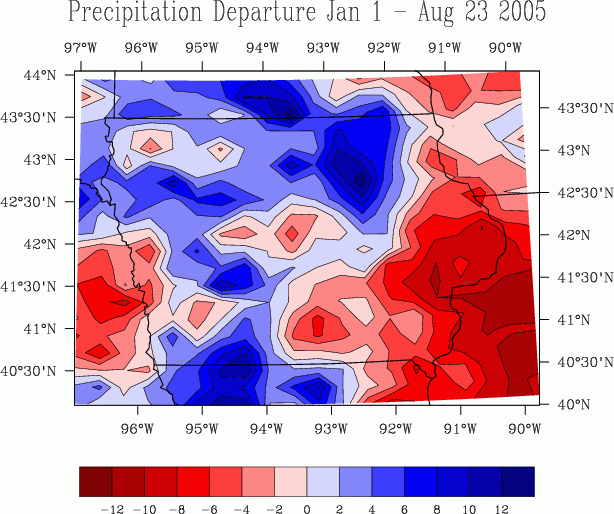 Precipitation Departure Jan 1 – Aug 23 2005
97°W 96°W 95°W 94°W 93°W 92°W 91°W 90°W
44°N
43°30'N
43°30'N
43°N
43°N
42°30'N
42°30'N
42°N
42°N
41°30'N
41°30'N
41°N
41°N
40°30'N
40°30'N
40°N
96°W 95°W 94°W 93°W 92°W 91°W 90°W
−12 −10 −8 −6 −4 −2 0 2 4 6 8 10 12